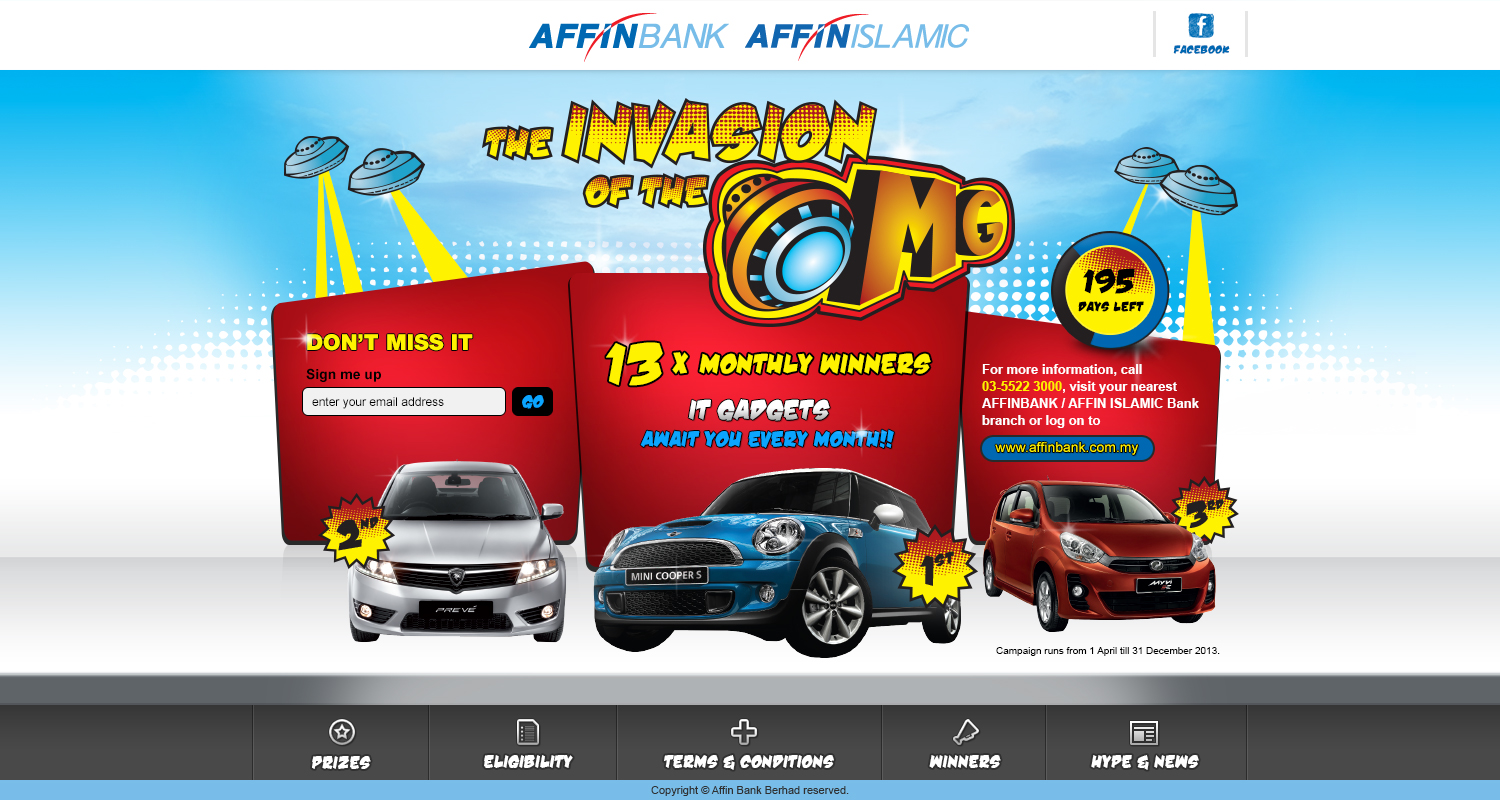 AFFINBANK AFFINISLAMIC
FACEBOOK
THE INVASION
OF THE OMG
195
DAYS LEFT
DON'T MISS IT
Sign me up
enter your email address
GO
13 X MONTHLY WINNERS
IT GADGETS
AWAIT YOU EVERY MONTH!!
For more information, call
03-5522 3000, visit your nearest
AFFINBANK / AFFIN ISLAMIC Bank
branch or log on to
www.affinbank.com.my
2ND
PREVÉ
MINI COOPER S
1ST
3RD
MYVI
Campaign runs from 1 April till 31 December 2013.
PRIZES
ELIGIBILITY
TERMS & CONDITIONS
WINNERS
HYPE & NEWS
Copyright © Affin Bank Berhad reserved.